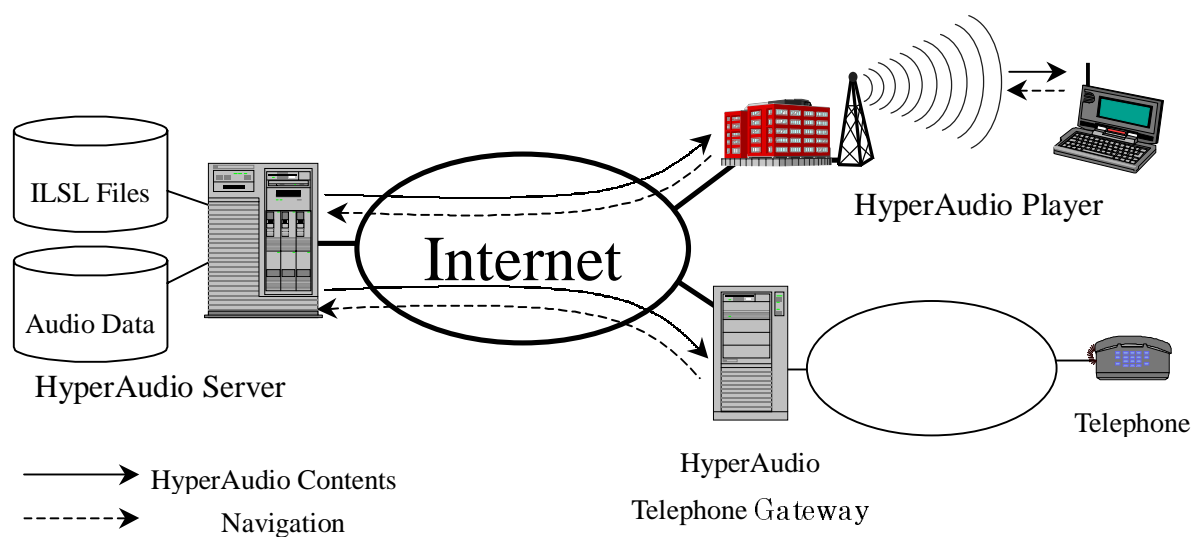 ILSL Files
Audio Data
HyperAudio Server
Internet
HyperAudio Player
HyperAudio
Telephone Gateway
Telephone
HyperAudio Contents
Navigation